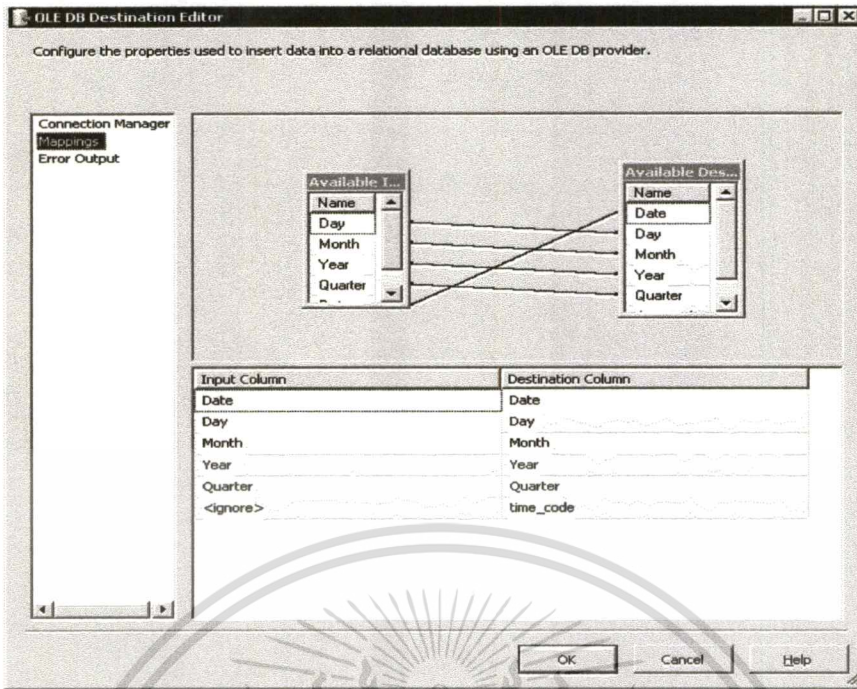 OLE DB Destination Editor
Configure the properties used to insert data into a relational database using an OLE DB provider.
Connection Manager
Mappings
Error Output
Available I...
Name
Day
Month
Year
Quarter
Available Des...
Name
Date
Day
Month
Year
Quarter
Input Column Destination Column
Date Date
Day Day
Month Month
Year Year
Quarter Quarter
<ignore> time_code
OK Cancel Help